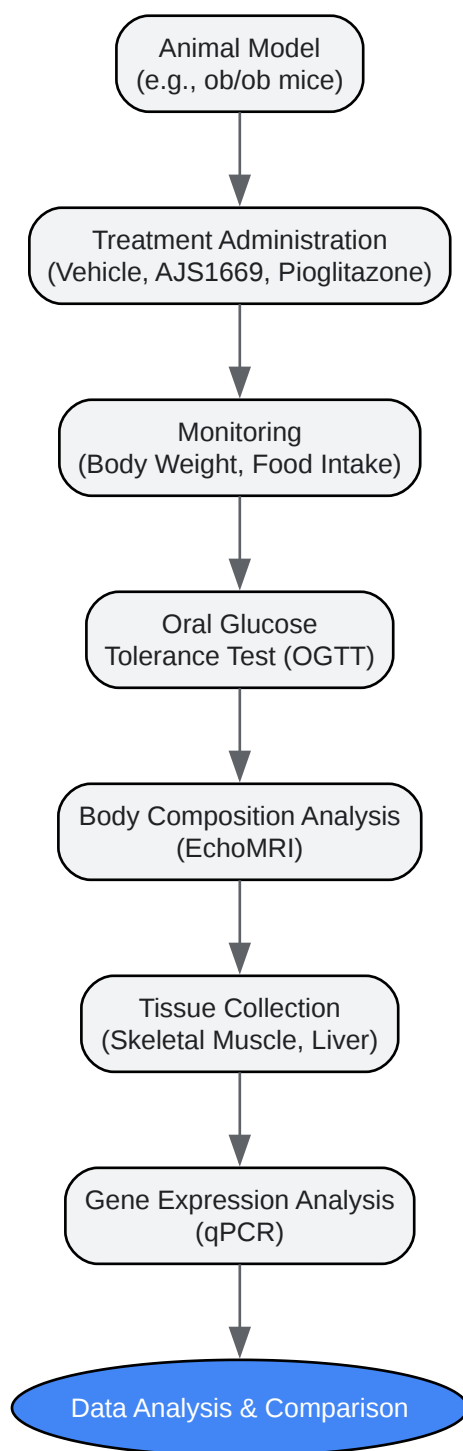 Animal Model
(e.g., ob/ob mice)
Treatment Administration
(Vehicle, AJS1669, Pioglitazone)
Monitoring
(Body Weight, Food Intake)
Oral Glucose
Tolerance Test (OGTT)
Body Composition Analysis
(EchoMRI)
Tissue Collection
(Skeletal Muscle, Liver)
Gene Expression Analysis
(qPCR)
Data Analysis & Comparison